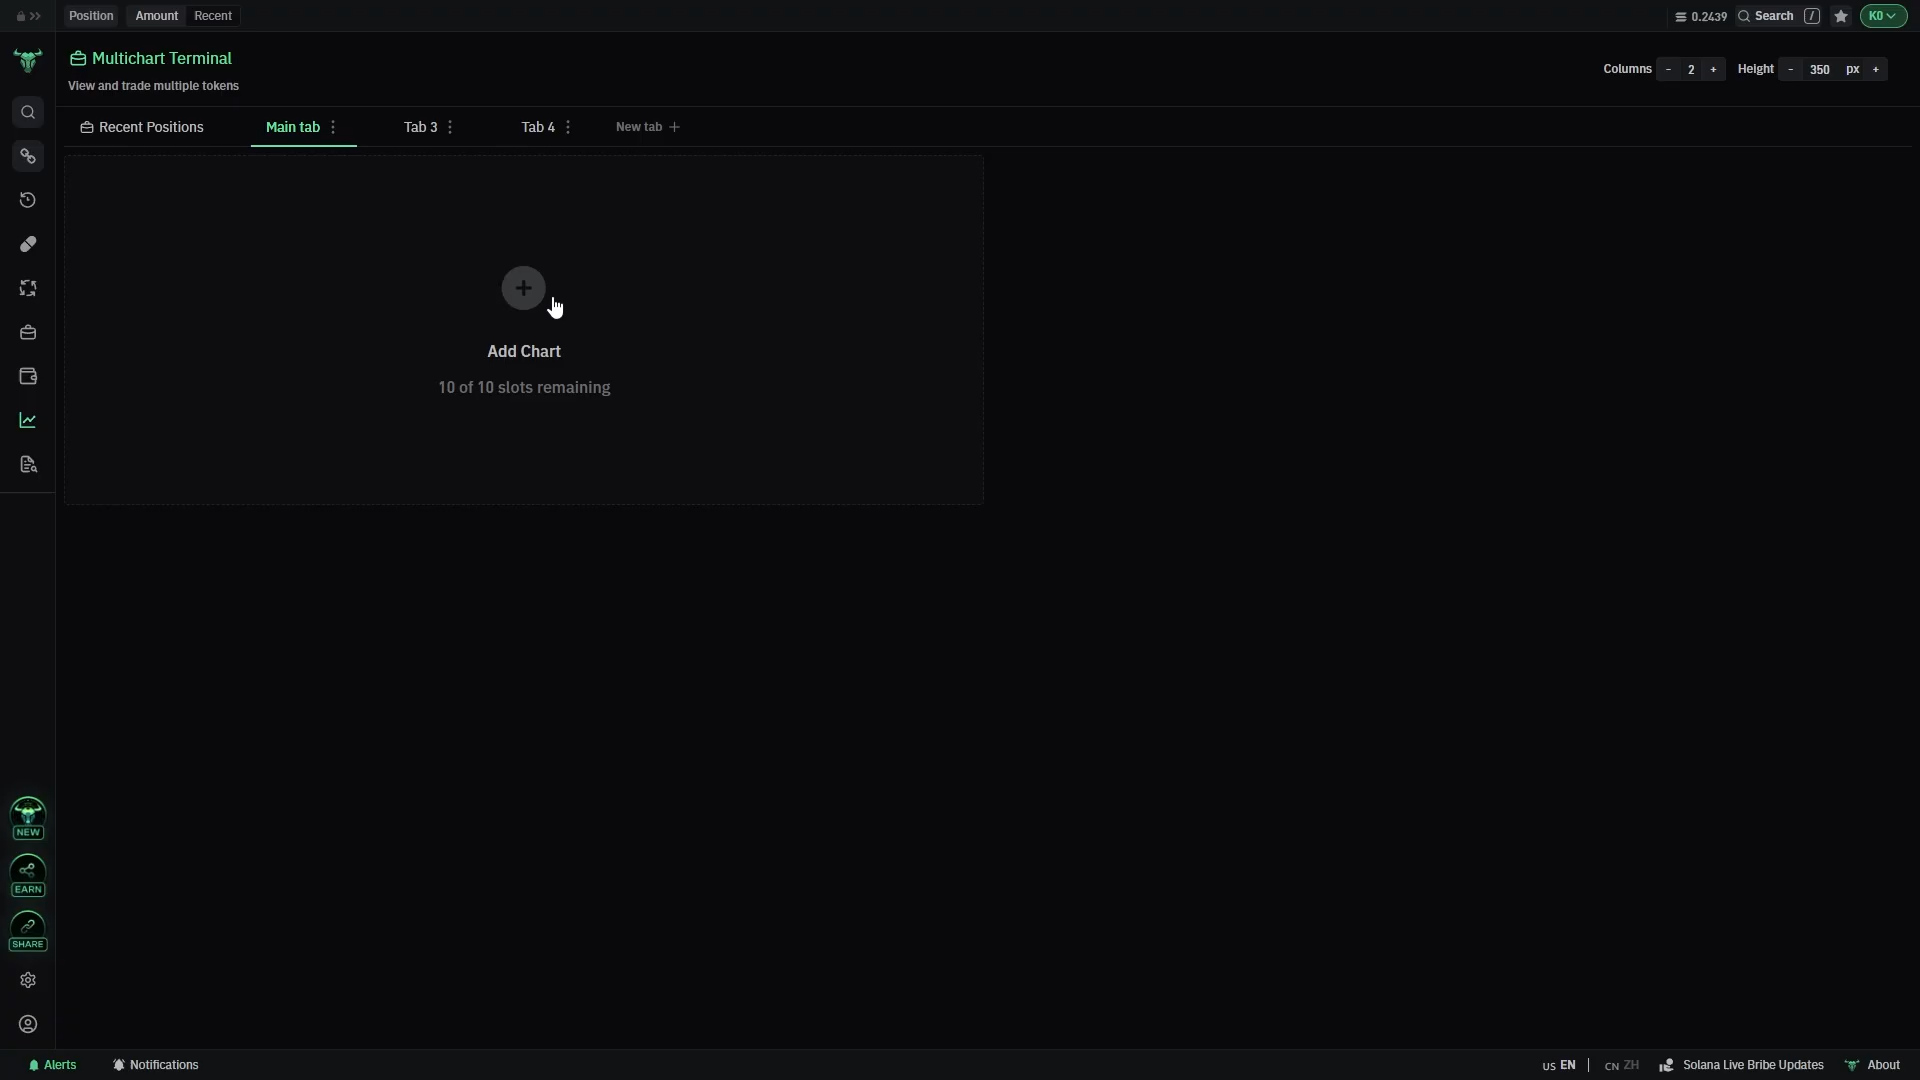 Position Amount Recent
0.2439 Search / K0
Multichart Terminal
View and trade multiple tokens
Columns - 2 + Height - 350 px +
Recent Positions Main tab Tab 3 Tab 4 New tab +
Add Chart
10 of 10 slots remaining
NEW
EARN
SHARE
Alerts Notifications
US EN CN ZH Solana Live Bribe Updates About